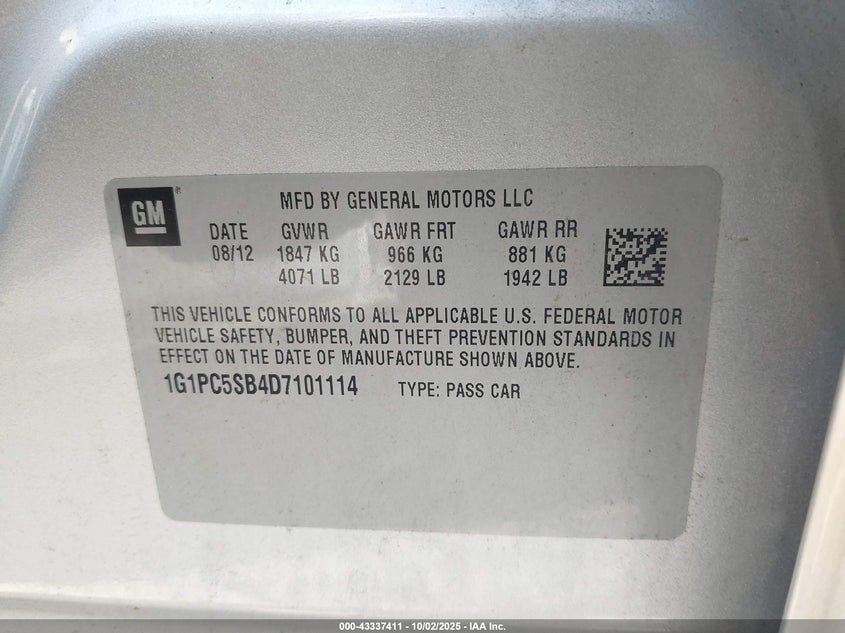 GM
MFD BY GENERAL MOTORS LLC
DATE GVWR GAWR FRT GAWR RR
08/12 1847 KG 966 KG 881 KG
4071 LB 2129 LB 1942 LB
THIS VEHICLE CONFORMS TO ALL APPLICABLE U.S. FEDERAL MOTOR
VEHICLE SAFETY, BUMPER, AND THEFT PREVENTION STANDARDS IN
EFFECT ON THE DATE OF MANUFACTURE SHOWN ABOVE.
1G1PC5SB4D7101114 TYPE: PASS CAR
000-43337411 - 10/02/2025 - IAA Inc.